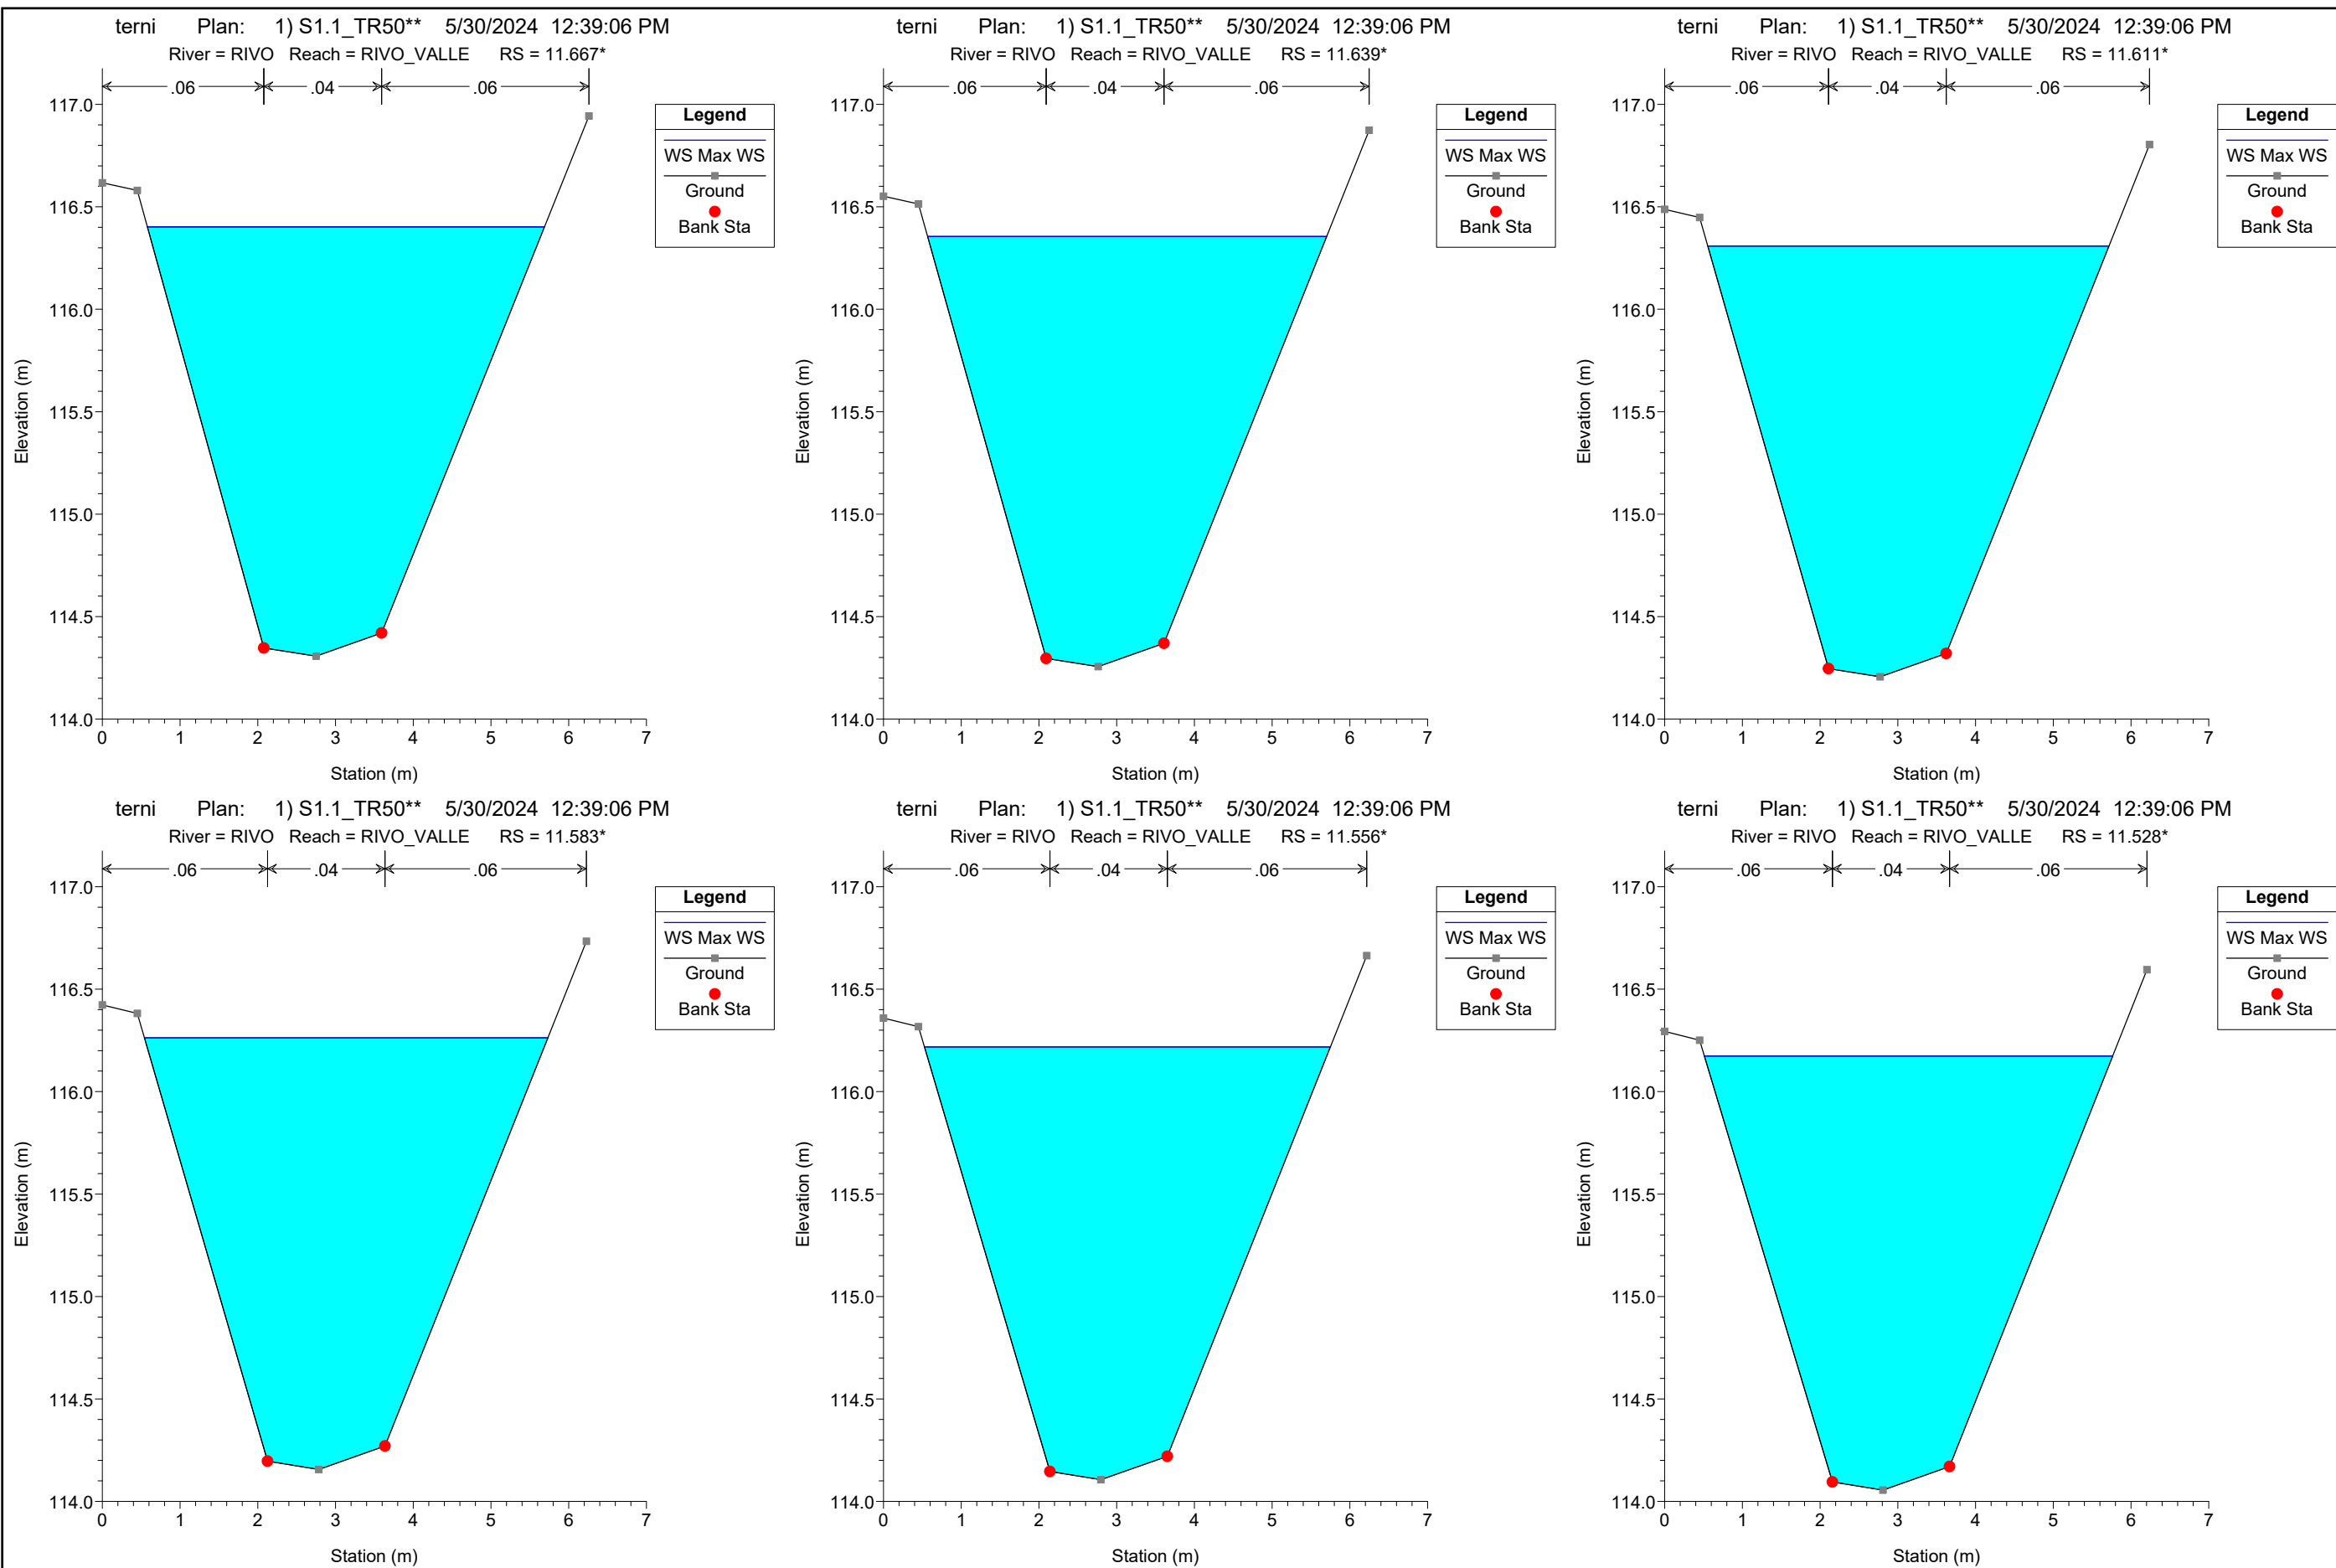 terni Plan: 1) S1.1_TR50** 5/30/2024 12:39:06 PM
River = RIVO Reach = RIVO_VALLE RS = 11.667*
.06 .04 .06
Legend
WS Max WS
Ground
Bank Sta
117.0
116.5
116.0
115.5
115.0
114.5
114.0
Elevation (m)
0 1 2 3 4 5 6 7
Station (m)
terni Plan: 1) S1.1_TR50** 5/30/2024 12:39:06 PM
River = RIVO Reach = RIVO_VALLE RS = 11.639*
.06 .04 .06
Legend
WS Max WS
Ground
Bank Sta
117.0
116.5
116.0
115.5
115.0
114.5
114.0
Elevation (m)
0 1 2 3 4 5 6 7
Station (m)
terni Plan: 1) S1.1_TR50** 5/30/2024 12:39:06 PM
River = RIVO Reach = RIVO_VALLE RS = 11.611*
.06 .04 .06
Legend
WS Max WS
Ground
Bank Sta
117.0
116.5
116.0
115.5
115.0
114.5
114.0
Elevation (m)
0 1 2 3 4 5 6 7
Station (m)
terni Plan: 1) S1.1_TR50** 5/30/2024 12:39:06 PM
River = RIVO Reach = RIVO_VALLE RS = 11.583*
.06 .04 .06
Legend
WS Max WS
Ground
Bank Sta
117.0
116.5
116.0
115.5
115.0
114.5
114.0
Elevation (m)
0 1 2 3 4 5 6 7
Station (m)
terni Plan: 1) S1.1_TR50** 5/30/2024 12:39:06 PM
River = RIVO Reach = RIVO_VALLE RS = 11.556*
.06 .04 .06
Legend
WS Max WS
Ground
Bank Sta
117.0
116.5
116.0
115.5
115.0
114.5
114.0
Elevation (m)
0 1 2 3 4 5 6 7
Station (m)
terni Plan: 1) S1.1_TR50** 5/30/2024 12:39:06 PM
River = RIVO Reach = RIVO_VALLE RS = 11.528*
.06 .04 .06
Legend
WS Max WS
Ground
Bank Sta
117.0
116.5
116.0
115.5
115.0
114.5
114.0
Elevation (m)
0 1 2 3 4 5 6 7
Station (m)